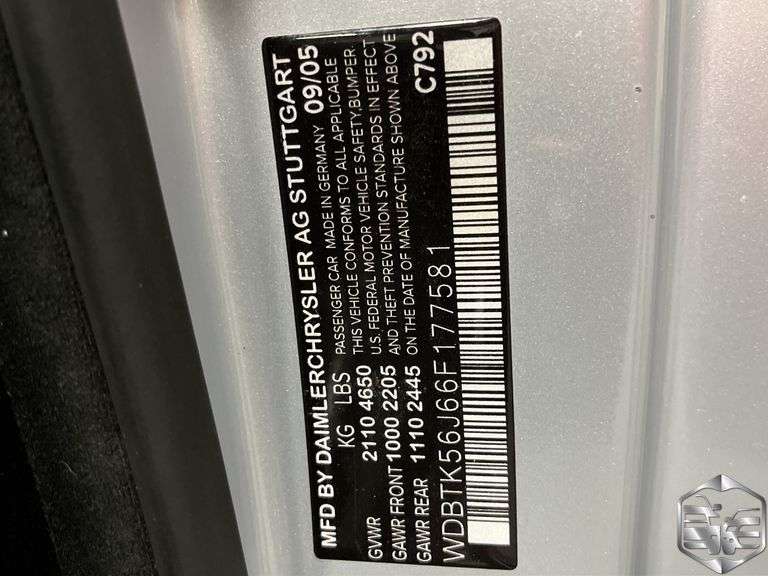 MFD BY DAIMLERCHRYSLER AG STUTTGART
KG LBS PASSENGER CAR MADE IN GERMANY 09/05
THIS VEHICLE CONFORMS TO ALL APPLICABLE
GVWR 2110 4650 U.S. FEDERAL MOTOR VEHICLE SAFETY,BUMPER,
GAWR FRONT 1000 2205 AND THEFT PREVENTION STANDARDS IN EFFECT
GAWR REAR 1110 2445 ON THE DATE OF MANUFACTURE SHOWN ABOVE
C792
WDBTK56J66F177581